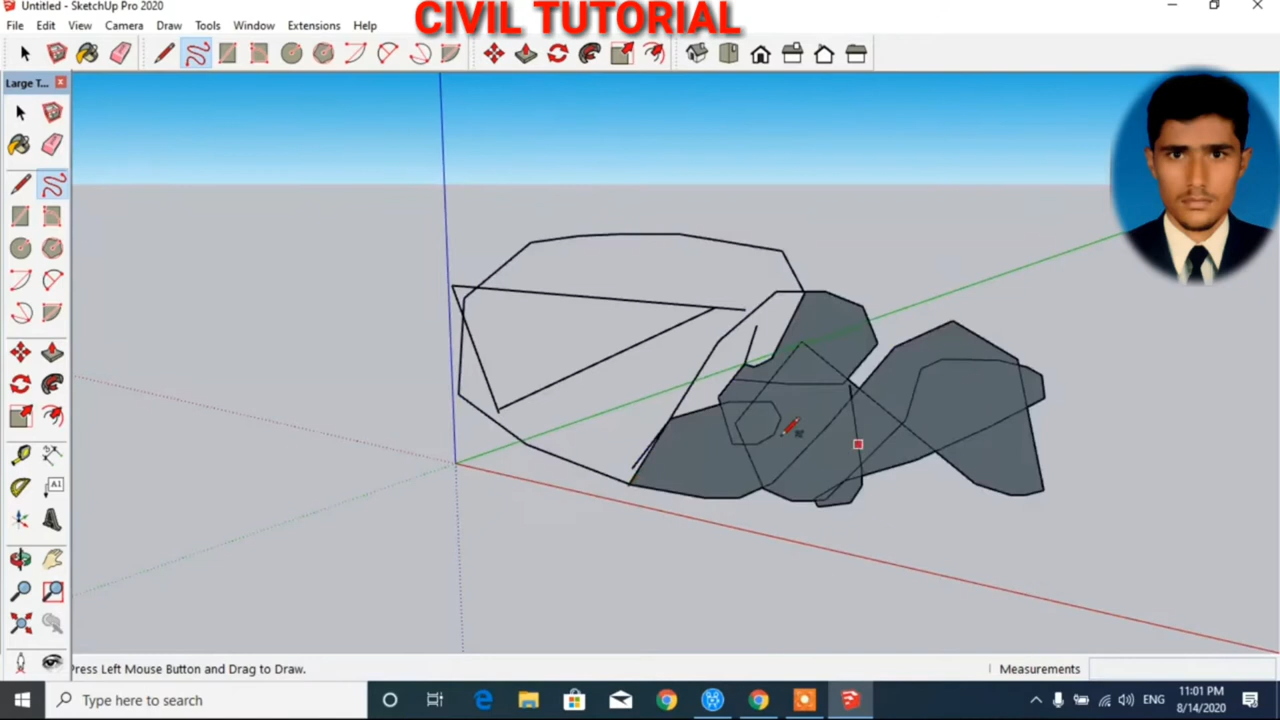 Untitled - SketchUp Pro 2020
CIVIL TUTORIAL
File Edit View Camera Draw Tools Window Extensions Help
Large T...
A1
Press Left Mouse Button and Drag to Draw.
Measurements
Type here to search
ENG
11:01 PM
8/14/2020